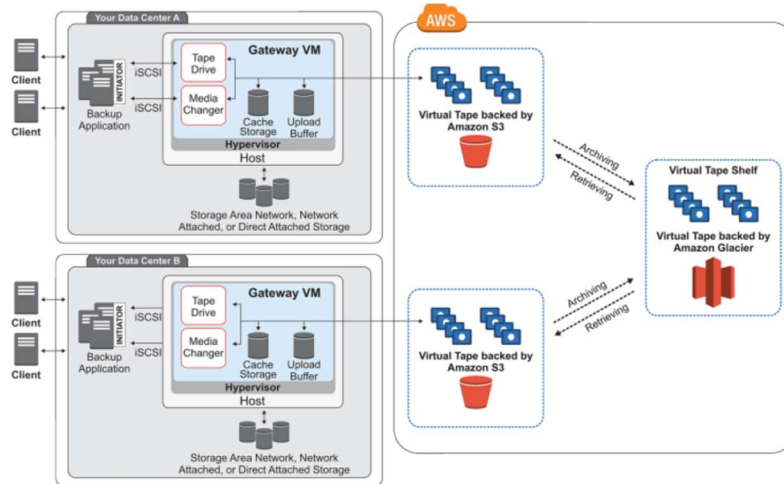 Your Data Center A
Client
Client
Backup
Application
INITIATOR
iSCSI
iSCSI
Gateway VM
Tape
Drive
Media
Changer
Cache
Storage
Upload
Buffer
Hypervisor
Host
Storage Area Network, Network
Attached, or Direct Attached Storage
Your Data Center B
Client
Client
Backup
Application
INITIATOR
iSCSI
iSCSI
Gateway VM
Tape
Drive
Media
Changer
Cache
Storage
Upload
Buffer
Hypervisor
Host
Storage Area Network, Network
Attached, or Direct Attached Storage
AWS
Virtual Tape backed by
Amazon S3
Archiving
Retrieving
Virtual Tape Shelf
Virtual Tape backed by
Amazon Glacier
Archiving
Retrieving
Virtual Tape backed by
Amazon S3